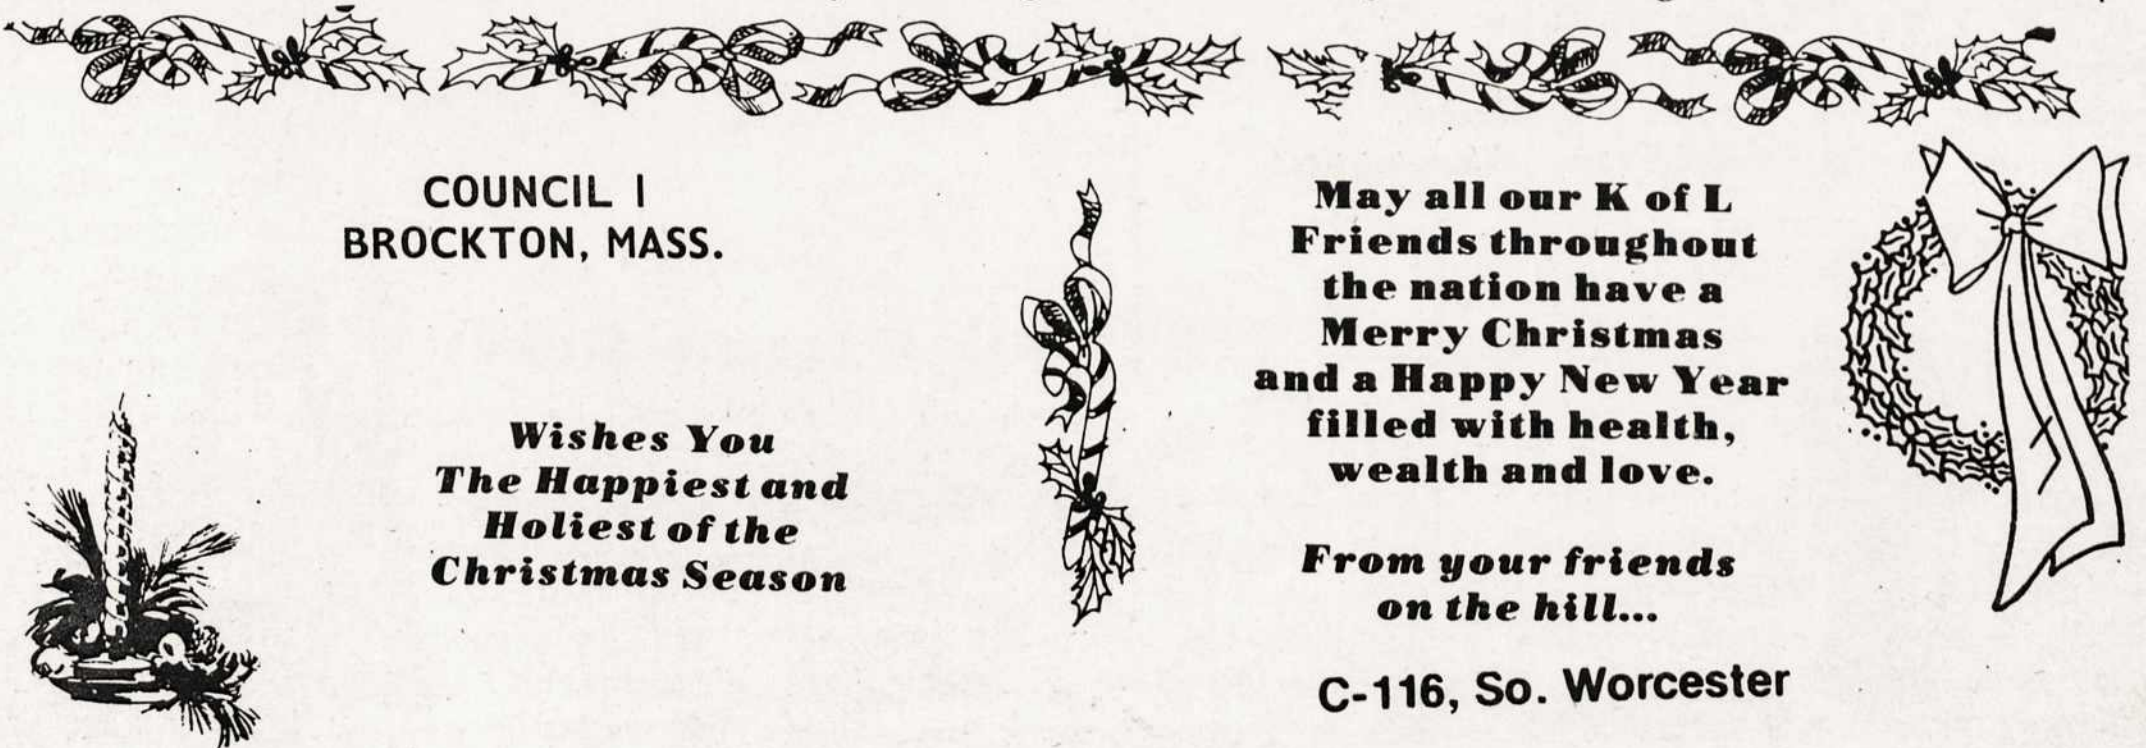 COUNCIL I
BROCKTON, MASS.
Wishes You
The Happiest and
Holiest of the
Christmas Season
May all our K of L
Friends throughout
the nation have a
Merry Christmas
and a Happy New Year
filled with health,
wealth and love.
From your friends
on the hill...
C-116, So. Worcester